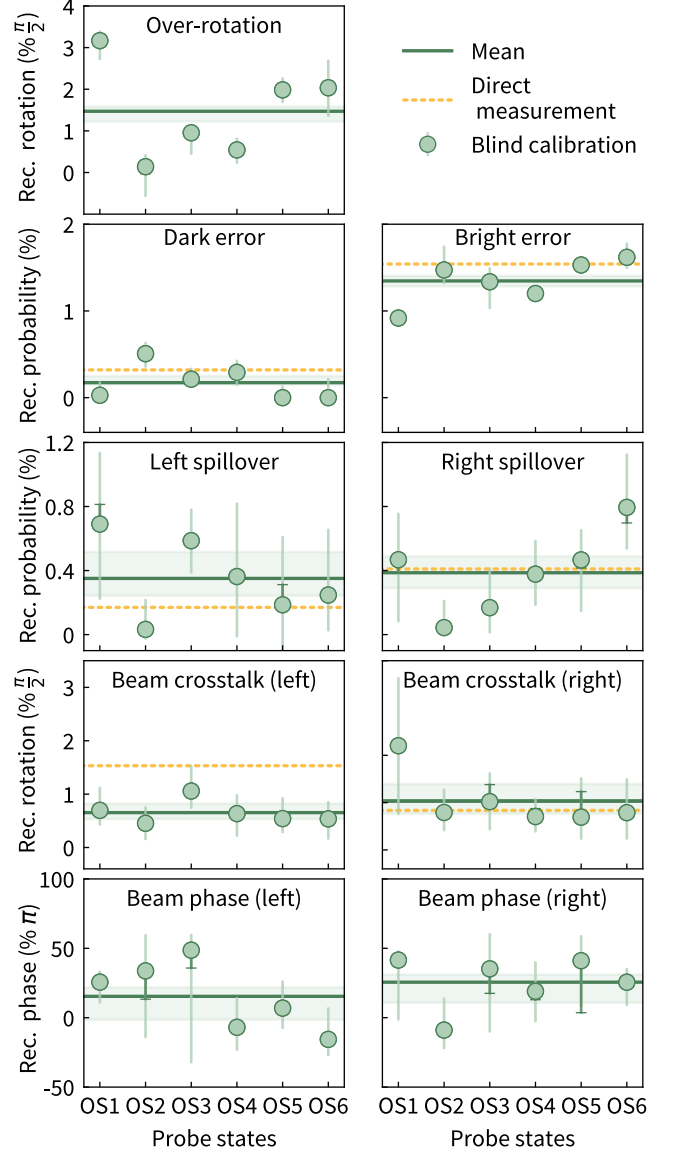 Over-rotation
Rec. rotation (% π/2)
4
3
2
1
0
Mean
Direct
measurement
Blind calibration
Dark error
Rec. probability (%)
2
1
0
Bright error
Left spillover
Rec. probability (%)
1.2
0.8
0.4
0
Right spillover
Beam crosstalk (left)
Rec. rotation (% π/2)
3
2
1
0
Beam crosstalk (right)
Beam phase (left)
Rec. phase (% π)
100
50
0
-50
OS1 OS2 OS3 OS4 OS5 OS6
Probe states
Beam phase (right)
OS1 OS2 OS3 OS4 OS5 OS6
Probe states